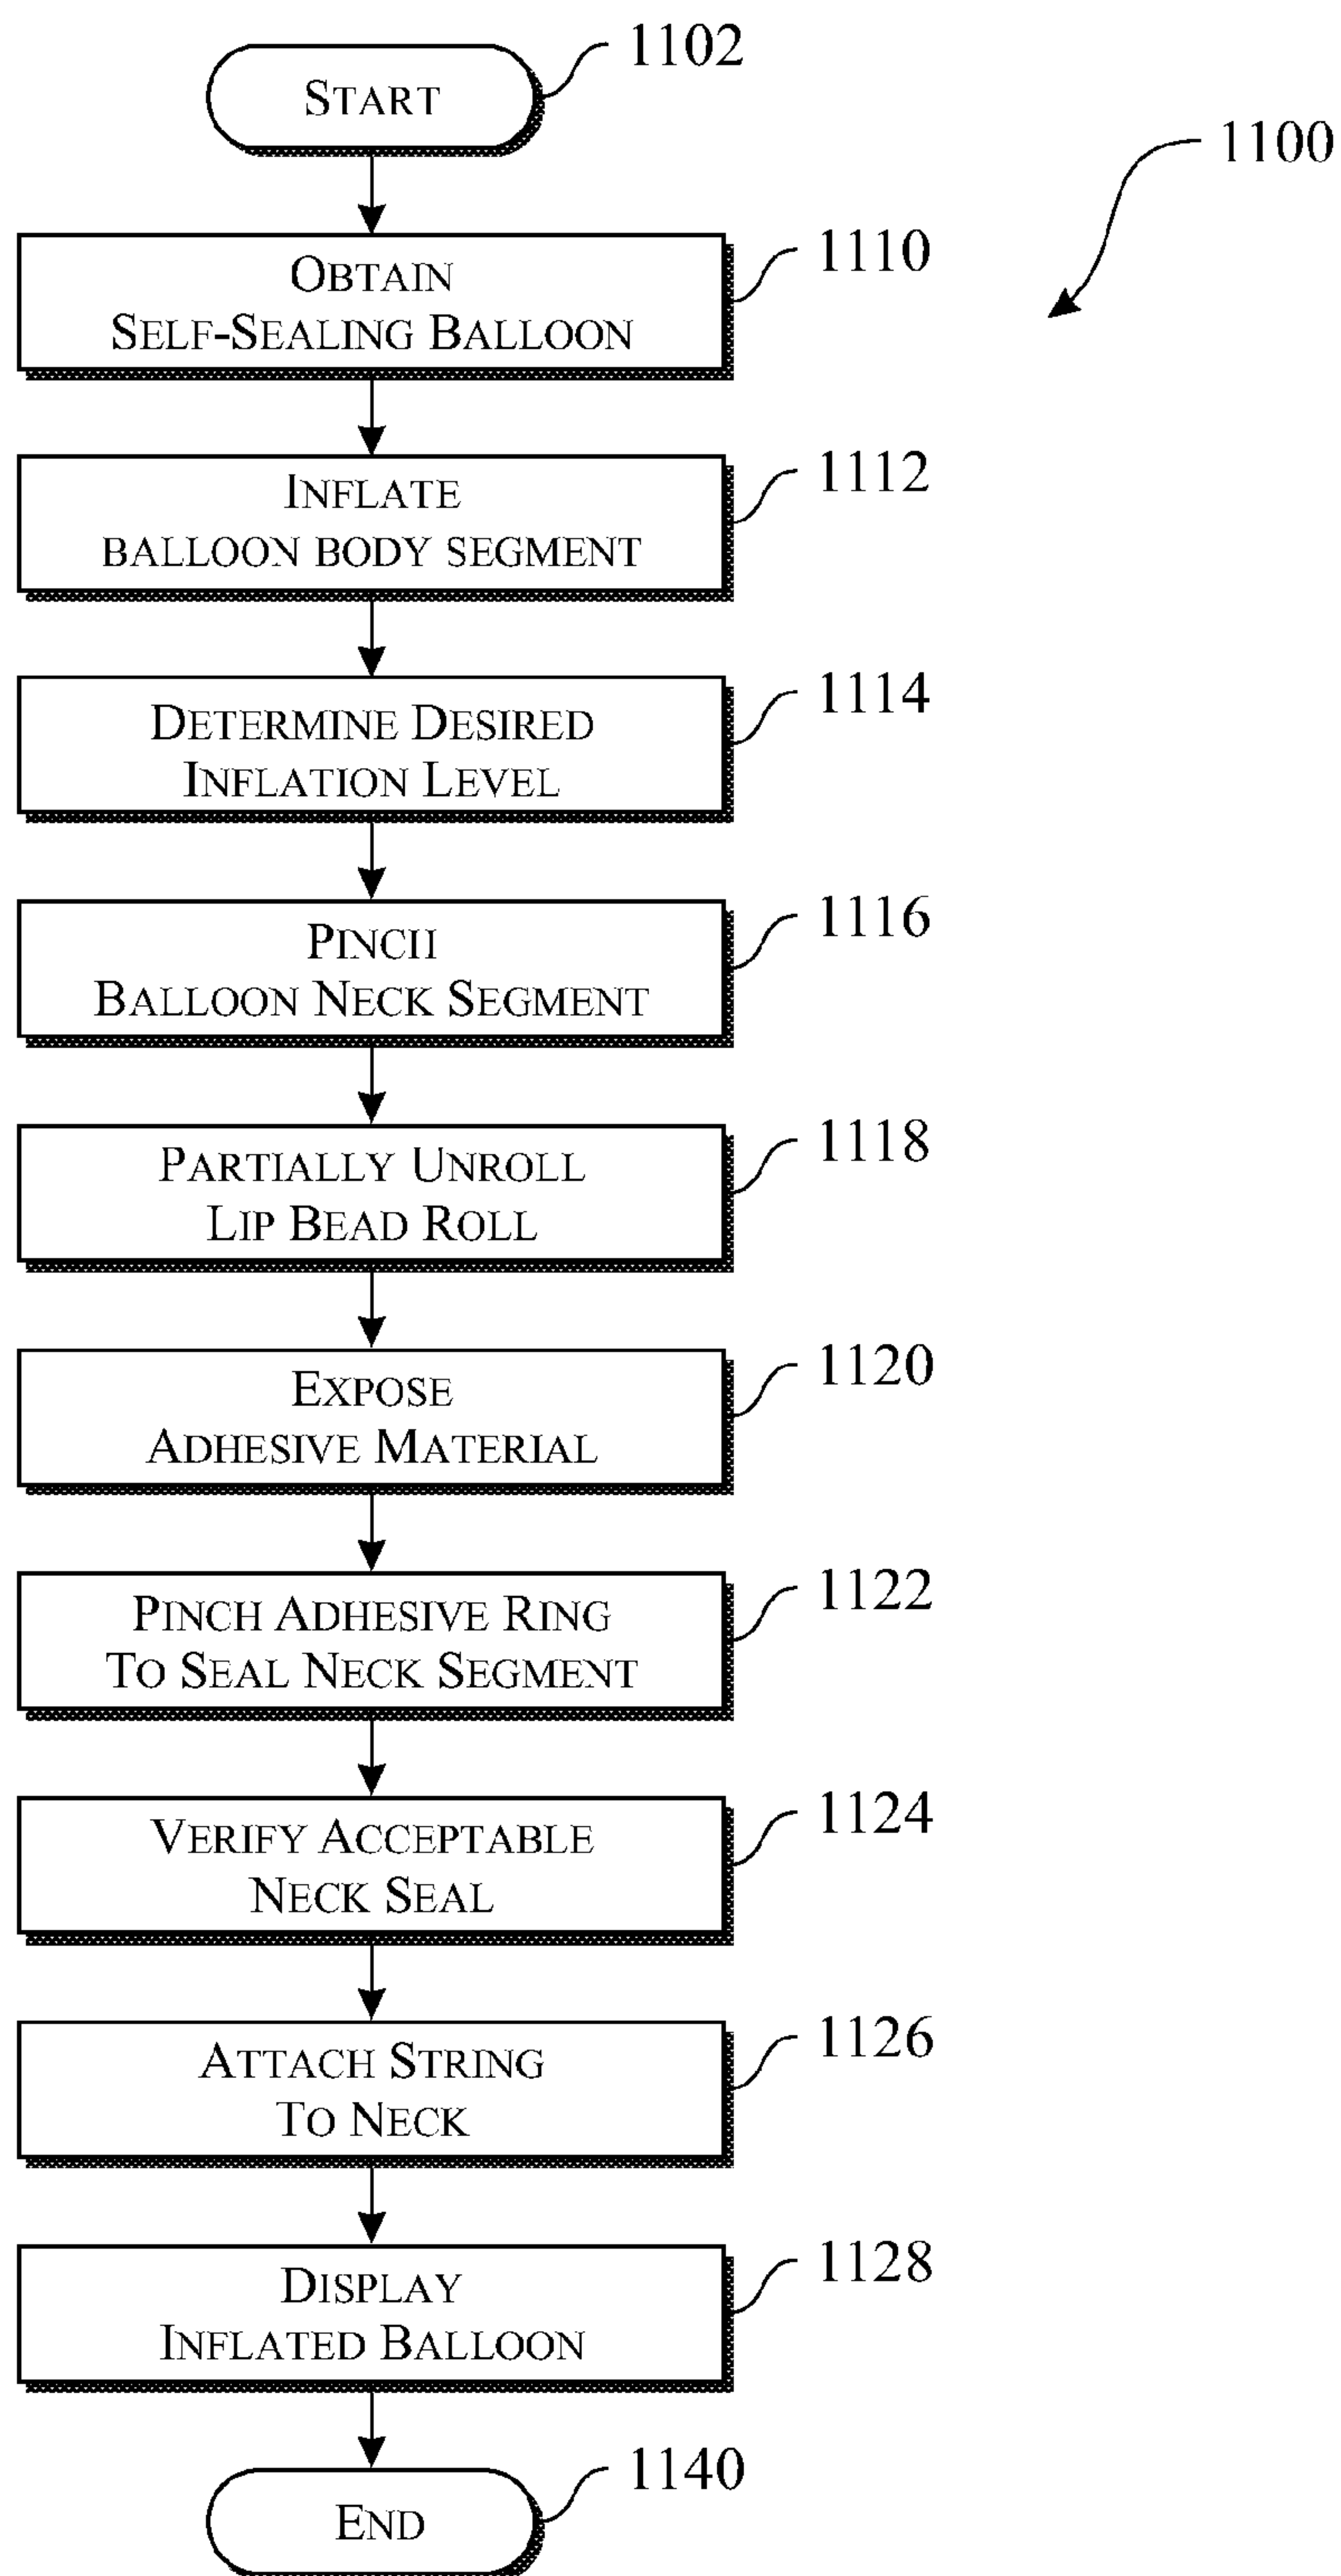 START
1102
1100
OBTAIN
SELF-SEALING BALLOON
1110
INFLATE
BALLOON BODY SEGMENT
1112
DETERMINE DESIRED
INFLATION LEVEL
1114
PINCH
BALLOON NECK SEGMENT
1116
PARTIALLY UNROLL
LIP BEAD ROLL
1118
EXPOSE
ADHESIVE MATERIAL
1120
PINCH ADHESIVE RING
TO SEAL NECK SEGMENT
1122
VERIFY ACCEPTABLE
NECK SEAL
1124
ATTACH STRING
TO NECK
1126
DISPLAY
INFLATED BALLOON
1128
END
1140